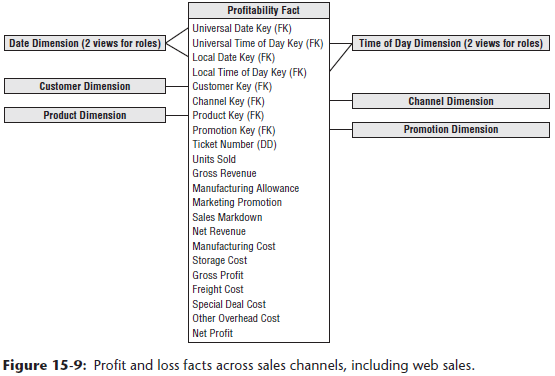 Profitability Fact
Universal Date Key (FK)
Universal Time of Day Key (FK)
Local Date Key (FK)
Local Time of Day Key (FK)
Customer Key (FK)
Channel Key (FK)
Product Key (FK)
Promotion Key (FK)
Ticket Number (DD)
Units Sold
Gross Revenue
Manufacturing Allowance
Marketing Promotion
Sales Markdown
Net Revenue
Manufacturing Cost
Storage Cost
Gross Profit
Freight Cost
Special Deal Cost
Other Overhead Cost
Net Profit
Date Dimension (2 views for roles)
Customer Dimension
Product Dimension
Time of Day Dimension (2 views for roles)
Channel Dimension
Promotion Dimension
Figure 15-9: Profit and loss facts across sales channels, including web sales.